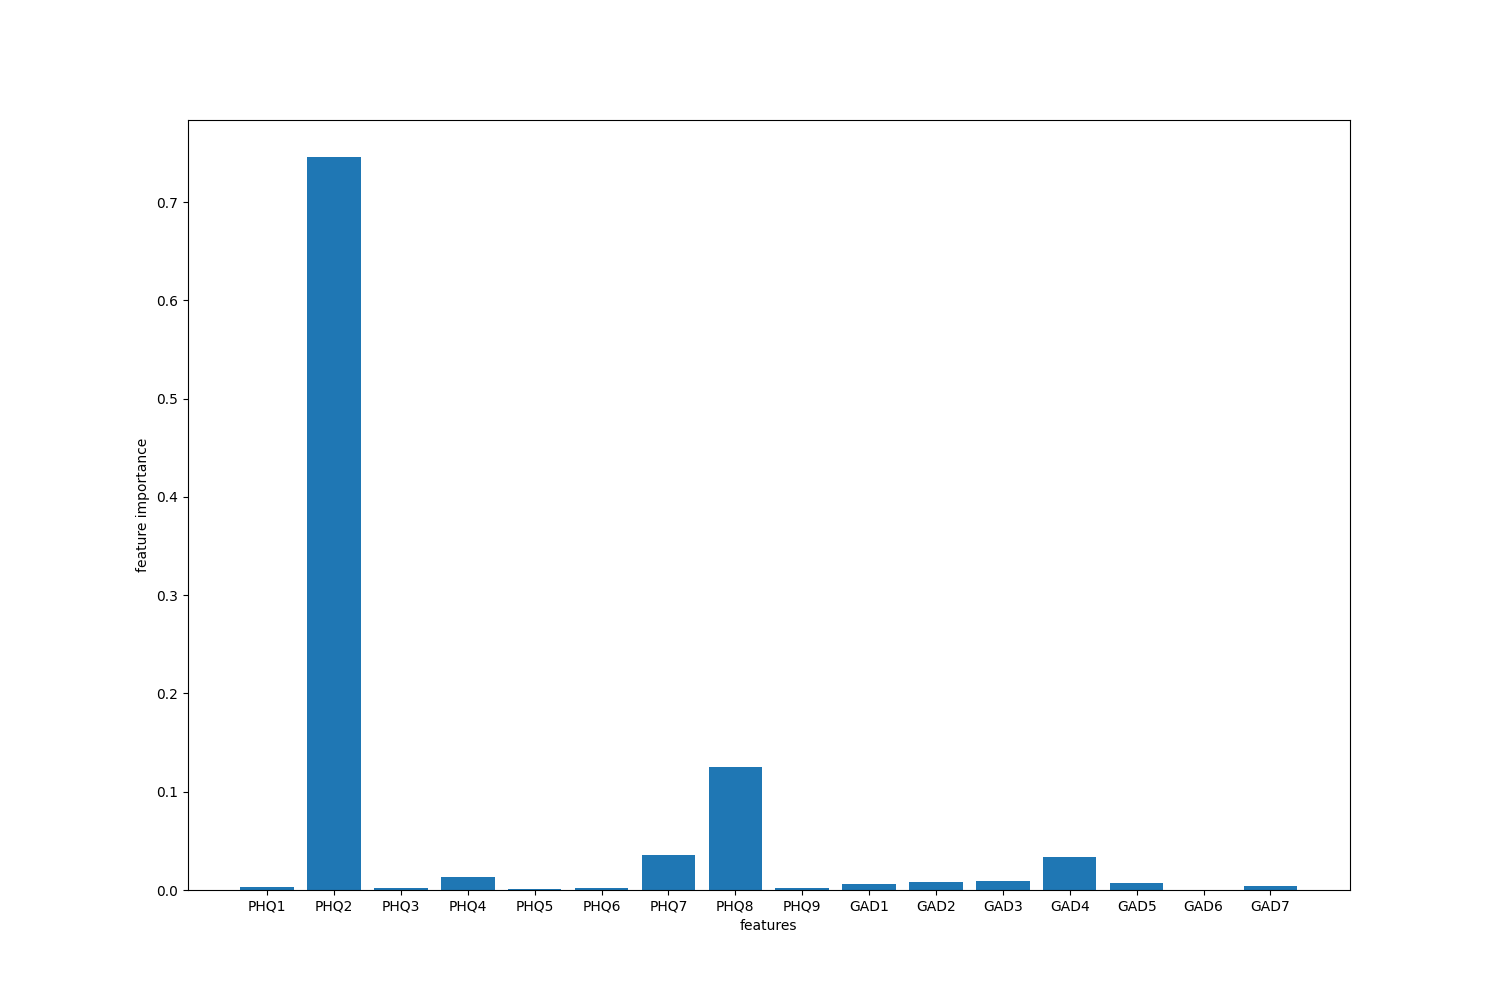 0.7
0.6
0.5
0.4
0.3
0.2
0.1
0.0
feature importance
PHQ1 PHQ2 PHQ3 PHQ4 PHQ5 PHQ6 PHQ7 PHQ8 PHQ9 GAD1 GAD2 GAD3 GAD4 GAD5 GAD6 GAD7
features